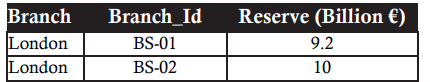 Branch Branch_Id Reserve (Billion €)
London BS-01 9.2
London BS-02 10